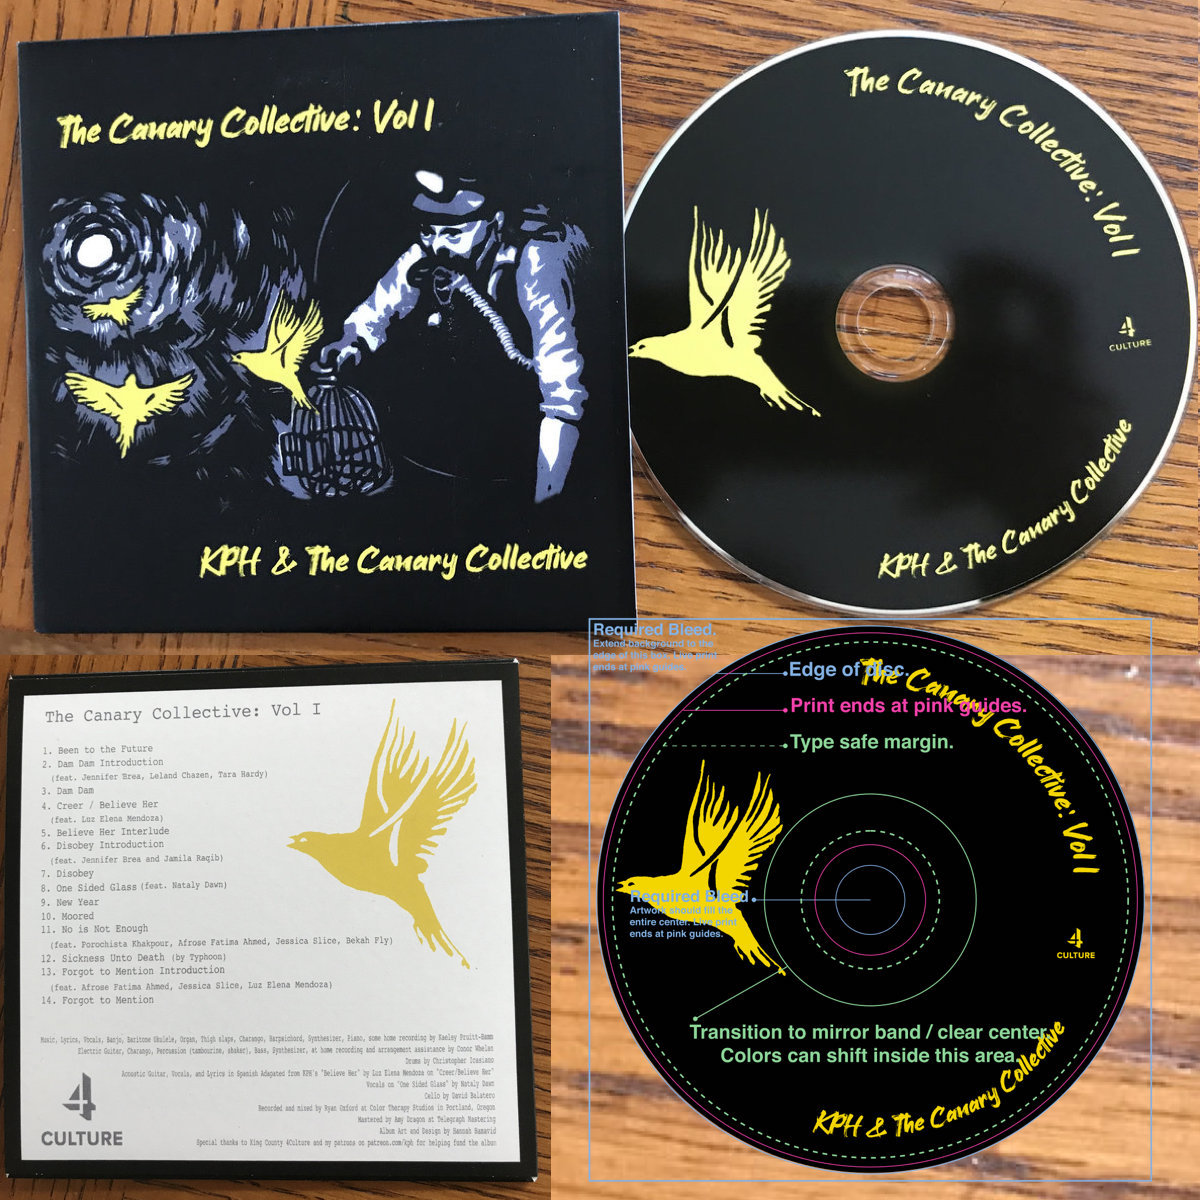 The Canary Collective: Vol I
KPH & The Canary Collective
The Canary Collective: Vol I
4
CULTURE
KPH & The Canary Collective
The Canary Collective: Vol I
1. Been to the Future
2. Dam Dam Introduction
(feat. Jennifer Brea, Leland Chazen, Tara Hardy)
3. Dam Dam
4. Creer / Believe Her
(feat. Luz Elena Mendoza)
5. Believe Her Interlude
6. Disobey Introduction
(feat. Jennifer Brea and Jamila Raqib)
7. Disobey
8. One Sided Glass (feat. Nataly Dawn)
9. New Year
10. Moored
11. No is Not Enough
(feat. Porochista Khakpour, Afrose Fatima Ahmed, Jessica Slice, Bekah Fly)
12. Sickness Unto Death (by Typhoon)
13. Forgot to Mention Introduction
(feat. Afrose Fatima Ahmed, Jessica Slice, Luz Elena Mendoza)
14. Forgot to Mention
Music, Lyrics, Vocals, Banjo, Baritone Ukulele, Organ, Thigh slaps, Charango, Harpsichord, Synthesizer, Piano, some home recording by Kaeley Pruitt-Hamm
Electric Guitar, Charango, Percussion (tambourine, shaker), Bass, Synthesizer, at home recording and arrangement assistance by Conor Whelan
Drums by Christopher Icasiano
Acoustic Guitar, Vocals, and Lyrics in Spanish Adapated from KPH's "Believe Her" by Luz Elena Mendoza on "Creer/Believe Her"
Vocals on "One Sided Glass" by Nataly Dawn
Cello by David Balatero
Recorded and mixed by Ryan Oxford at Color Therapy Studios in Portland, Oregon
Mastered by Amy Dragon at Telegraph Mastering
Album Art and Design by Hannah
Special thanks to King County 4Culture and my patrons on patreon.com/kph for helping fund the album
4
CULTURE
Required Bleed.
Extend background to the
edge of this box. Live print
ends at pink guides.
Edge of disc.
Print ends at pink guides.
Type safe margin.
The Canary Collective: Vol I
Required Bleed
Artwork should fill the
entire center. Live print
ends at pink guides.
4
CULTURE
Transition to mirror band / clear center.
Colors can shift inside this area.
KPH & The Canary Collective